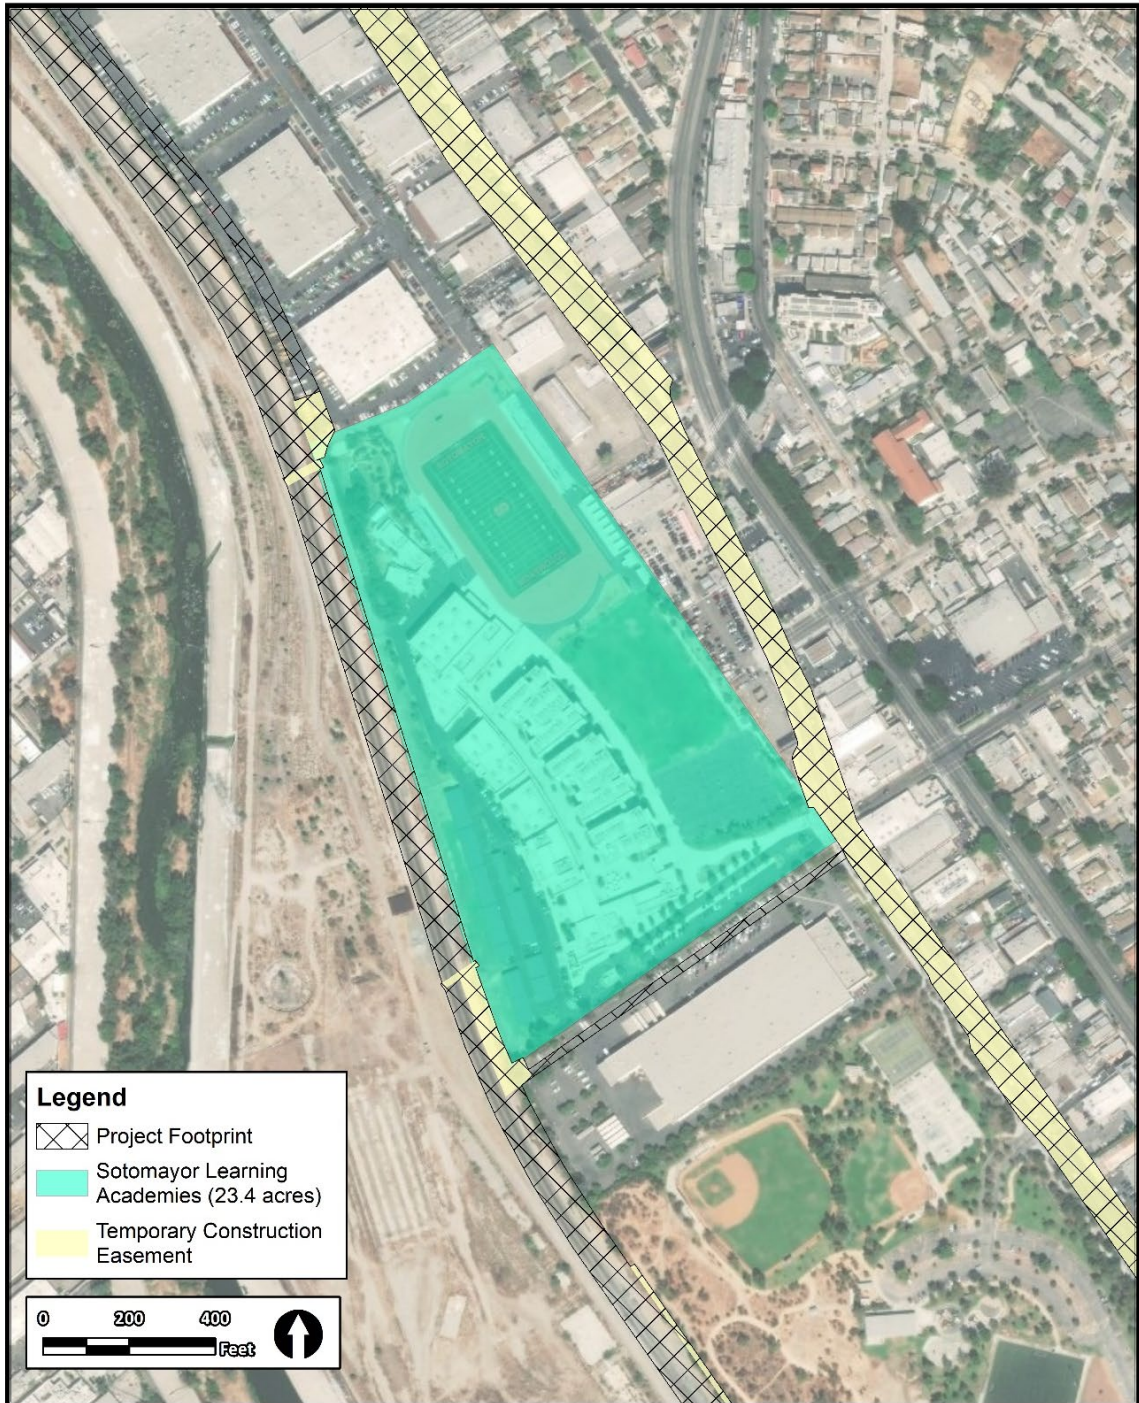 Legend
Project Footprint
Sotomayor Learning
Academies (23.4 acres)
Temporary Construction
Easement
0 200 400
Feet